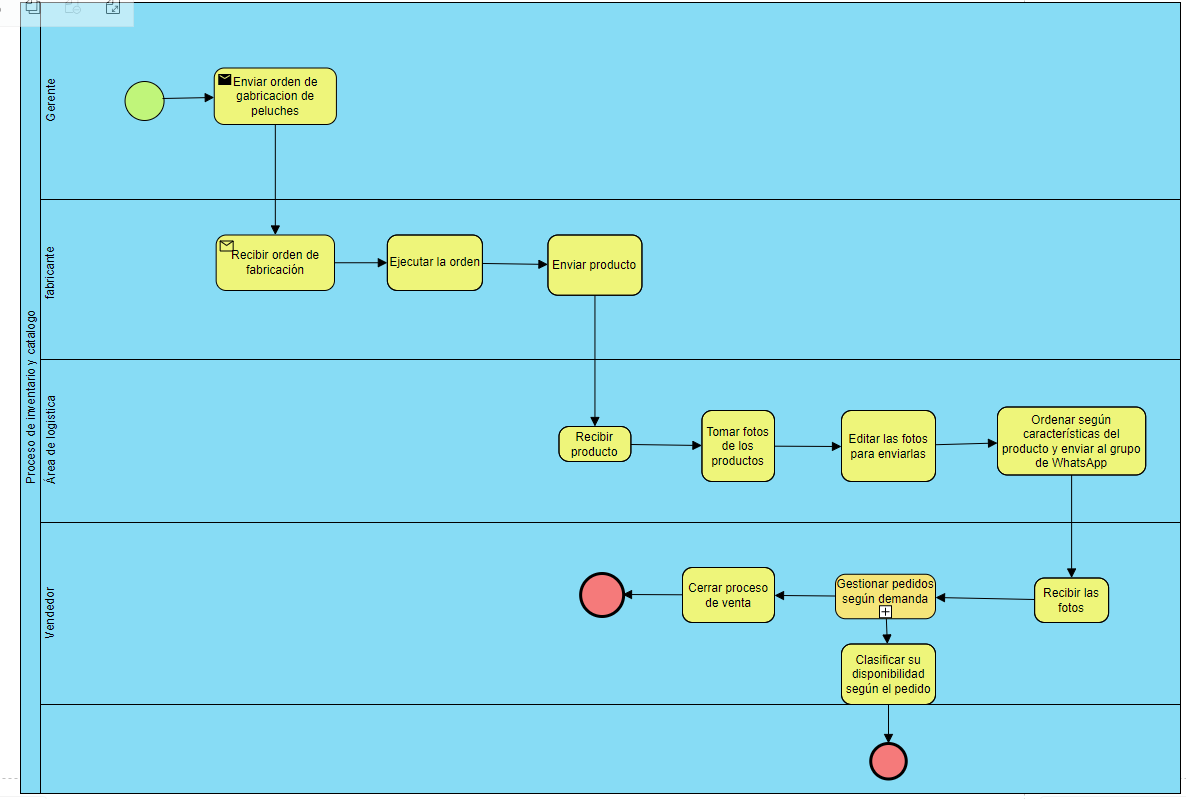 Proceso de inventario y catalogo
Gerente
Enviar orden de
gabricacion de
peluches
fabricante
Recibir orden de
fabricación
Ejecutar la orden
Enviar producto
Área de logistica
Recibir
producto
Tomar fotos
de los
productos
Editar las fotos
para enviarlas
Ordenar según
características del
producto y enviar al grupo
de WhatsApp
Vendedor
Recibir las
fotos
Gestionar pedidos
según demanda
Cerrar proceso
de venta
Clasificar su
disponibilidad
según el pedido